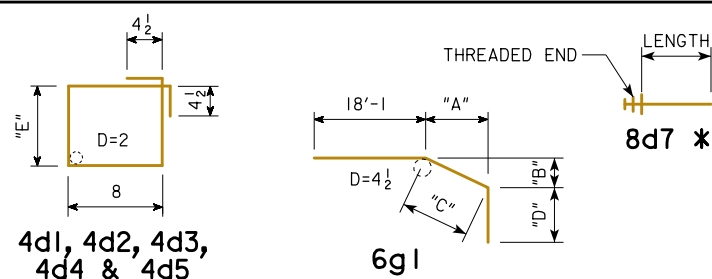 4½
"E"
4½
D=2
8
4d1, 4d2, 4d3,
4d4 & 4d5
18'-1
"A"
D=4½
"B"
"C"
"D"
6g1
THREADED END
LENGTH
8d7 *